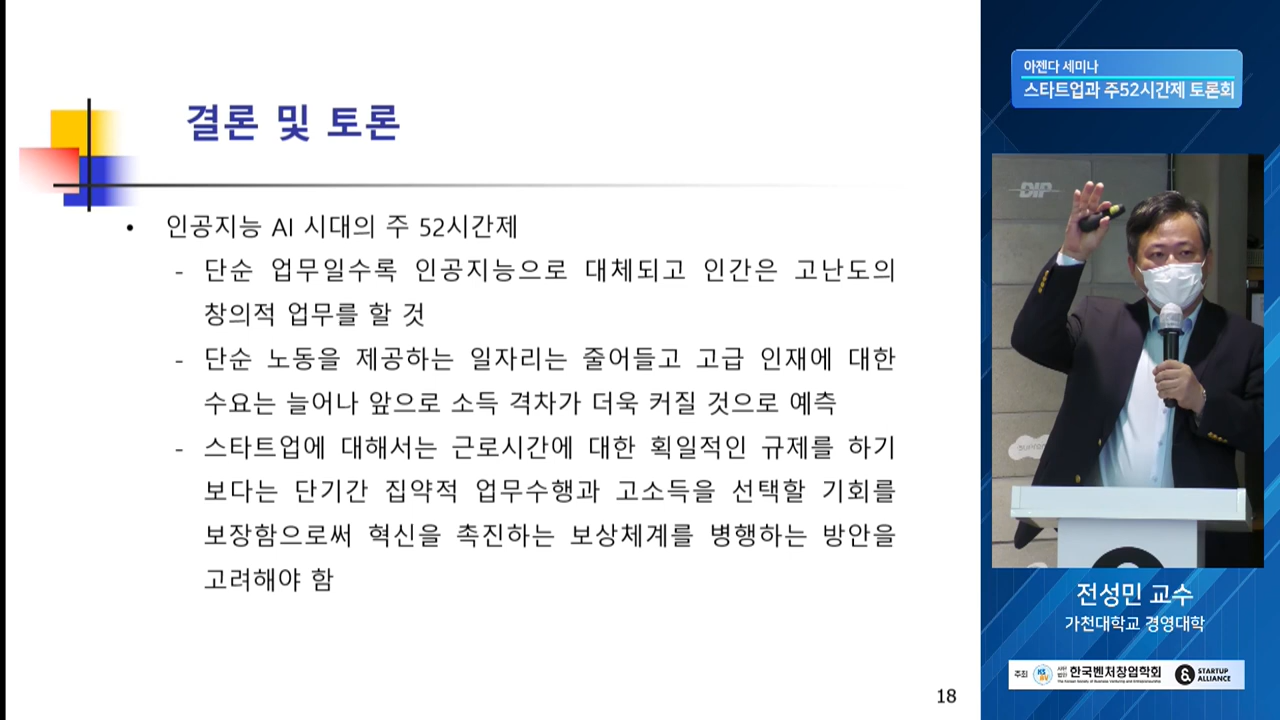 결론 및 토론
• 인공지능 AI 시대의 주 52시간제
- 단순 업무일수록 인공지능으로 대체되고 인간은 고난도의
창의적 업무를 할 것
- 단순 노동을 제공하는 일자리는 줄어들고 고급 인재에 대한
수요는 늘어나 앞으로 소득 격차가 더욱 커질 것으로 예측
- 스타트업에 대해서는 근로시간에 대한 획일적인 규제를 하기
보다는 단기간 집약적 업무수행과 고소득을 선택할 기회를
보장함으로써 혁신을 촉진하는 보상체계를 병행하는 방안을
고려해야 함
18
아젠다 세미나
스타트업과 주52시간제 토론회
DIP
전성민 교수
가천대학교 경영대학
주최
사단
법인
한국벤처창업학회
STARTUP
ALLIANCE